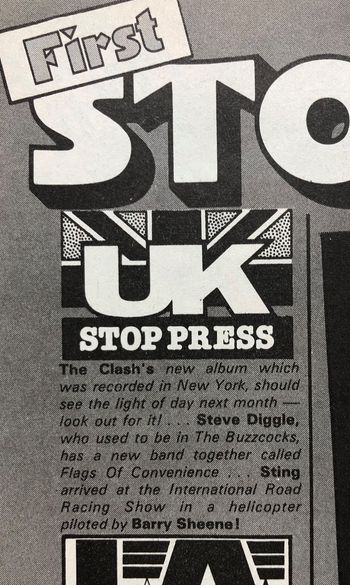 First
STO
UK
STOP PRESS
The Clash's new album which
was recorded in New York, should
see the light of day next month —
look out for it! . . . Steve Diggle,
who used to be in The Buzzcocks,
has a new band together called
Flags Of Convenience . . . Sting
arrived at the International Road
Racing Show in a helicopter
piloted by Barry Sheene!
LA